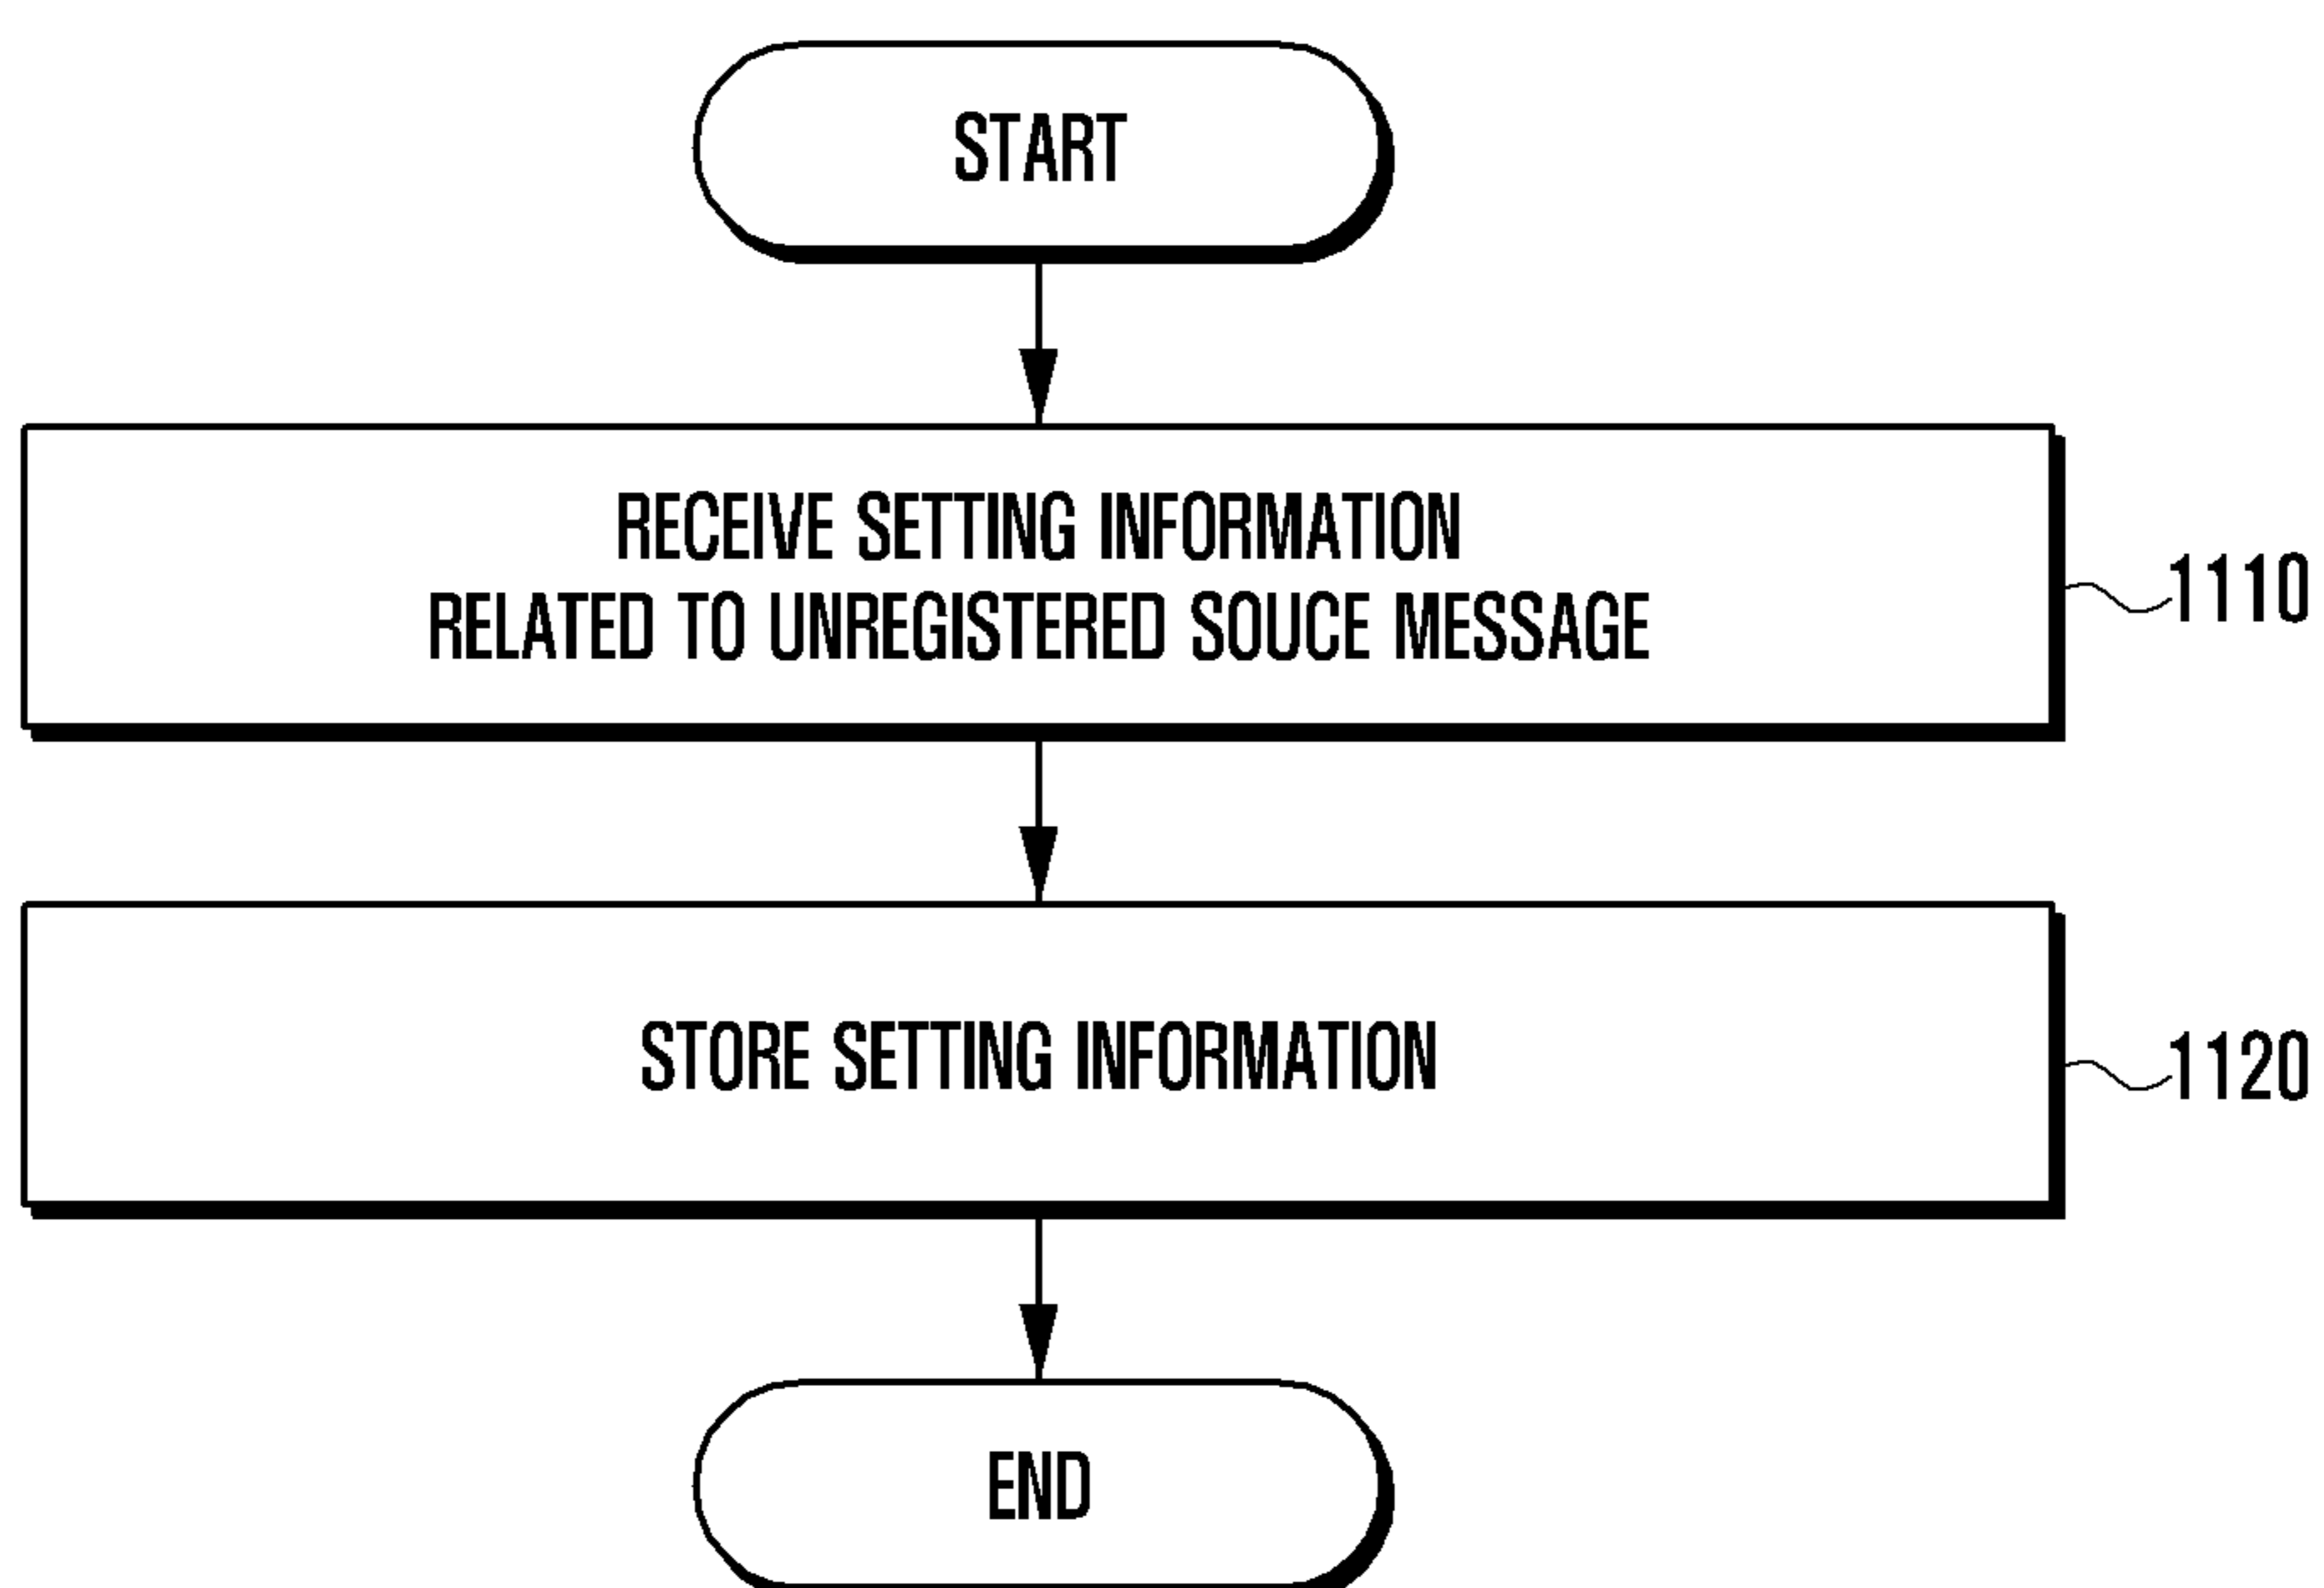 START
RECEIVE SETTING INFORMATION
RELATED TO UNREGISTERED SOUCE MESSAGE
1110
STORE SETTING INFORMATION
1120
END